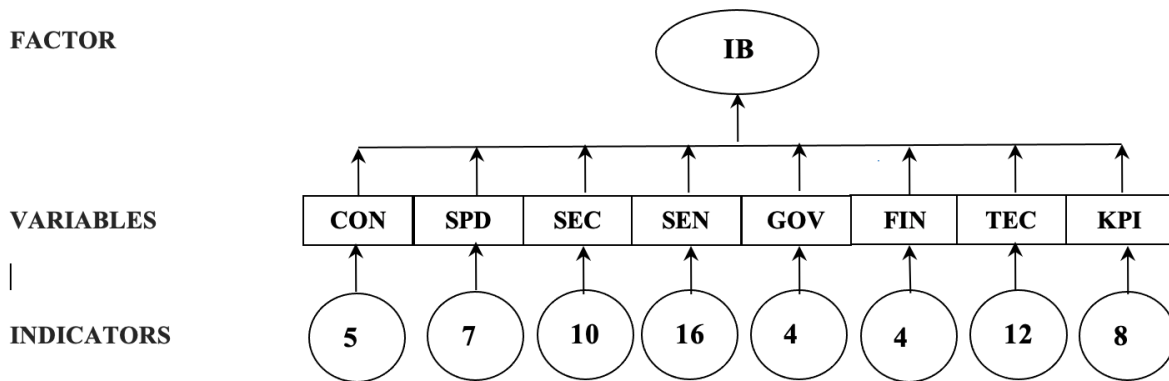 FACTOR IB
VARIABLES CON SPD SEC SEN GOV FIN TEC KPI
INDICATORS 5 7 10 16 4 4 12 8